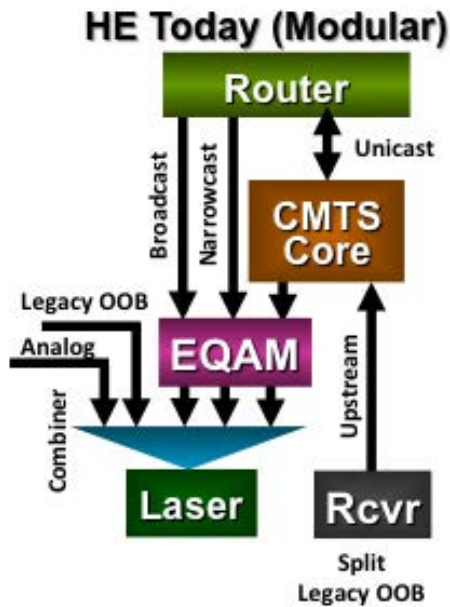 HE Today (Modular)
Router
Broadcast
Narrowcast
Unicast
CMTS
Core
Legacy OOB
Analog
EQAM
Combiner
Upstream
Laser
Rcvr
Split
Legacy OOB